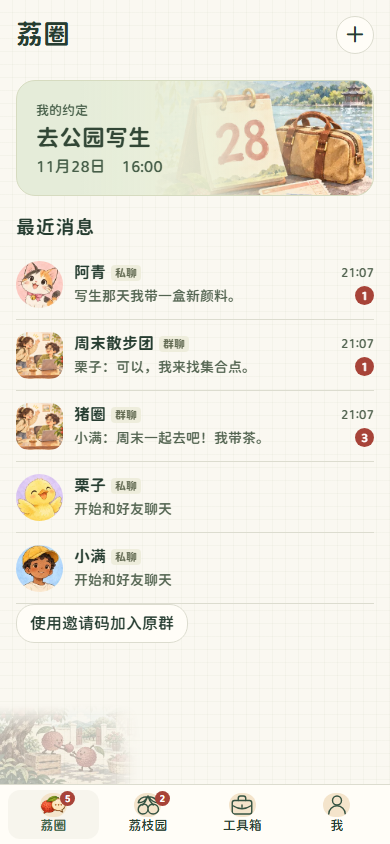 荔圈
我的约定
去公园写生
11月28日 16:00
28
最近消息
阿青 私聊 21:07
写生那天我带一盒新颜料。 1
周末散步团 群聊 21:07
栗子：可以，我来找集合点。 1
猪圈 群聊 21:07
小满：周末一起去吧！我带茶。 3
栗子 私聊
开始和好友聊天
小满 私聊
开始和好友聊天
使用邀请码加入原群
5 2
荔圈 荔枝园 工具箱 我